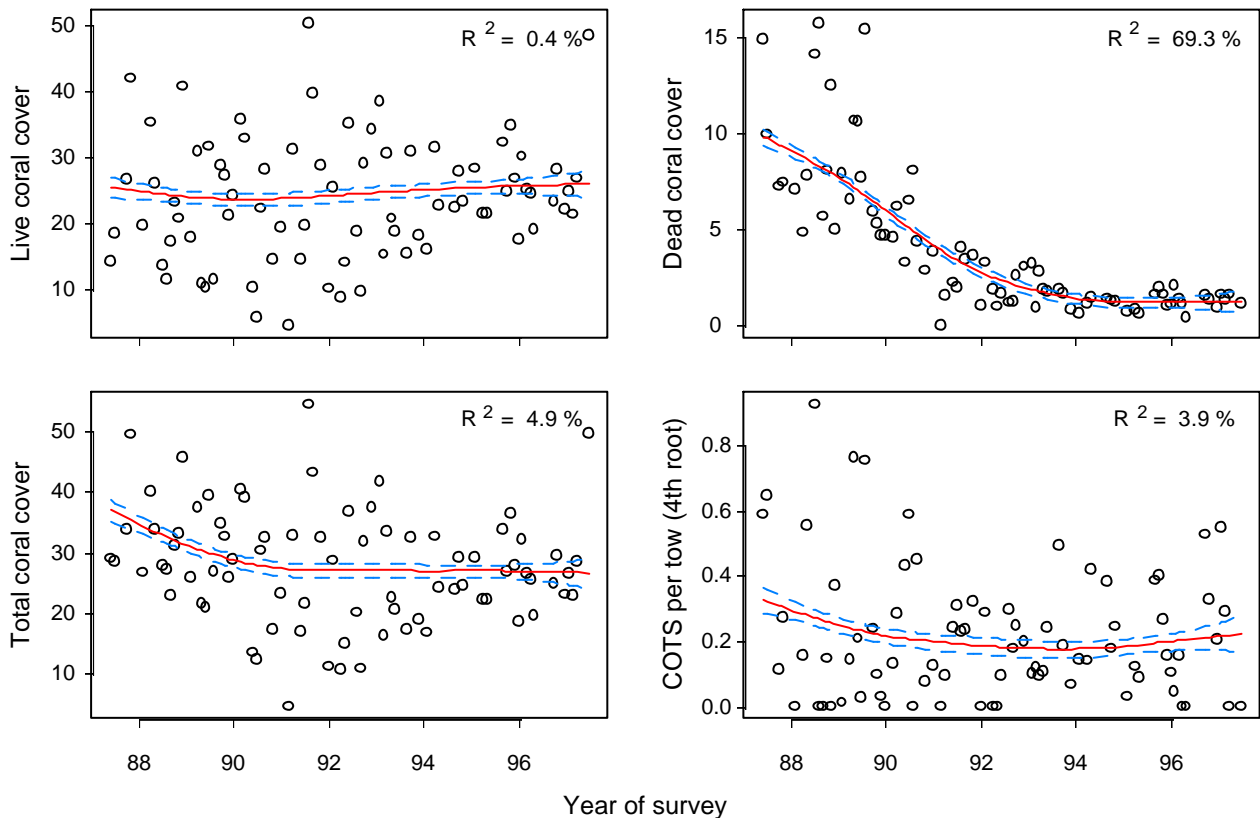 R 2 = 0.4 %
50
40
30
20
10
Live coral cover
R 2 = 69.3 %
15
10
5
0
Dead coral cover
R 2 = 4.9 %
50
40
30
20
10
Total coral cover
88 90 92 94 96
R 2 = 3.9 %
0.8
0.6
0.4
0.2
0.0
COTS per tow (4th root)
88 90 92 94 96
Year of survey